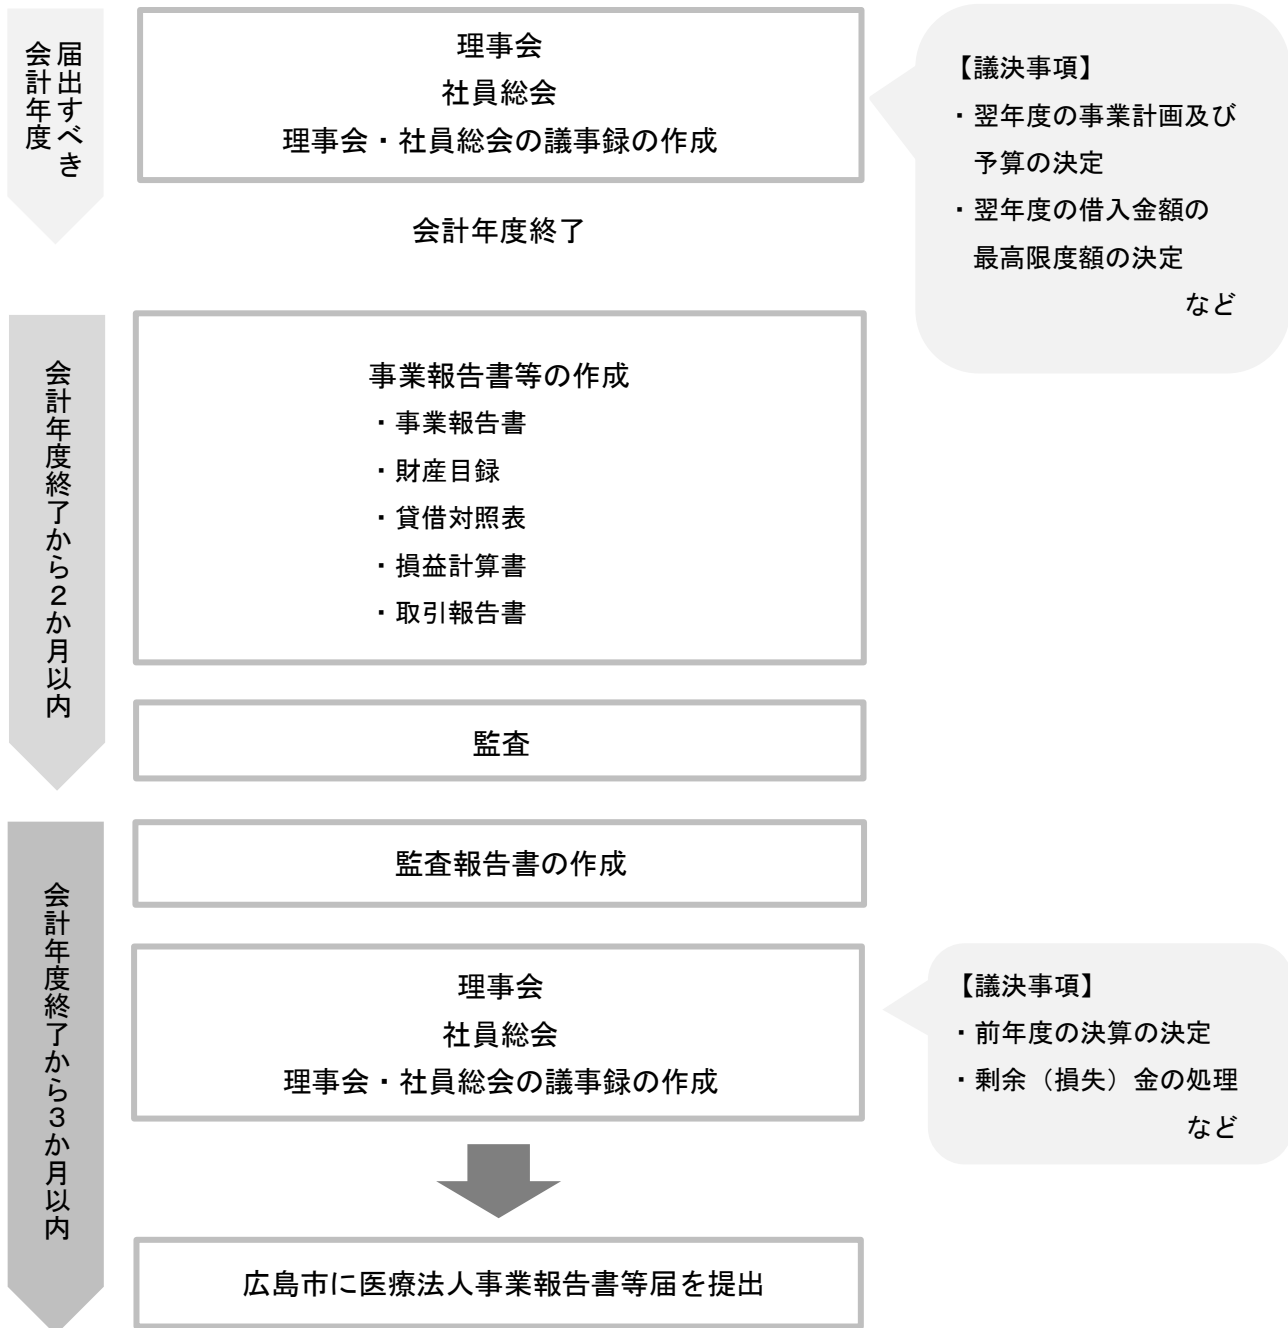 届出すべき
会計年度
理事会
社員総会
理事会・社員総会の議事録の作成
【議決事項】
・翌年度の事業計画及び
予算の決定
・翌年度の借入金額の
最高限度額の決定
など
会計年度終了
会計年度終了から２か月以内
事業報告書等の作成
・事業報告書
・財産目録
・貸借対照表
・損益計算書
・取引報告書
監査
会計年度終了から３か月以内
監査報告書の作成
理事会
社員総会
理事会・社員総会の議事録の作成
【議決事項】
・前年度の決算の決定
・剰余（損失）金の処理
など
広島市に医療法人事業報告書等届を提出